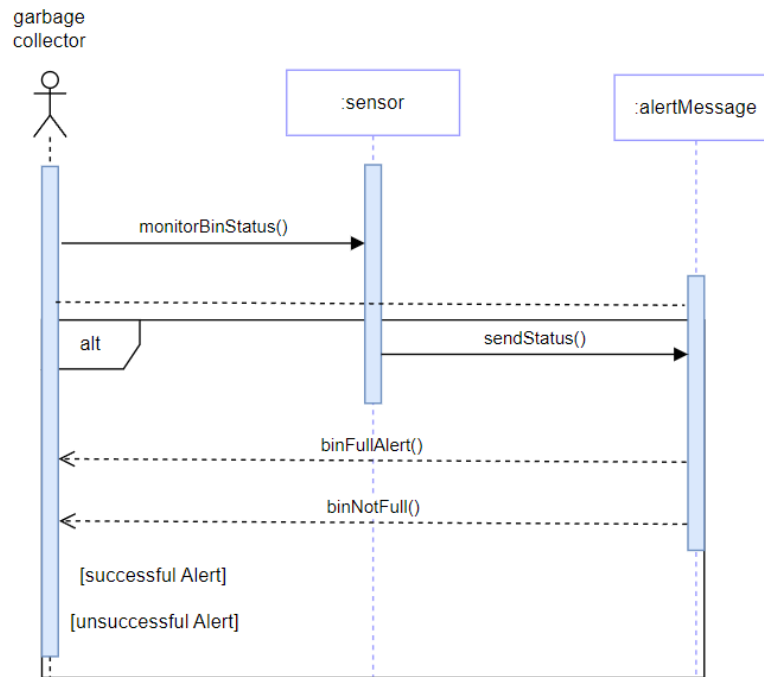 garbage
collector
:sensor
:alertMessage
monitorBinStatus()
alt
sendStatus()
binFullAlert()
binNotFull()
[successful Alert]
[unsuccessful Alert]